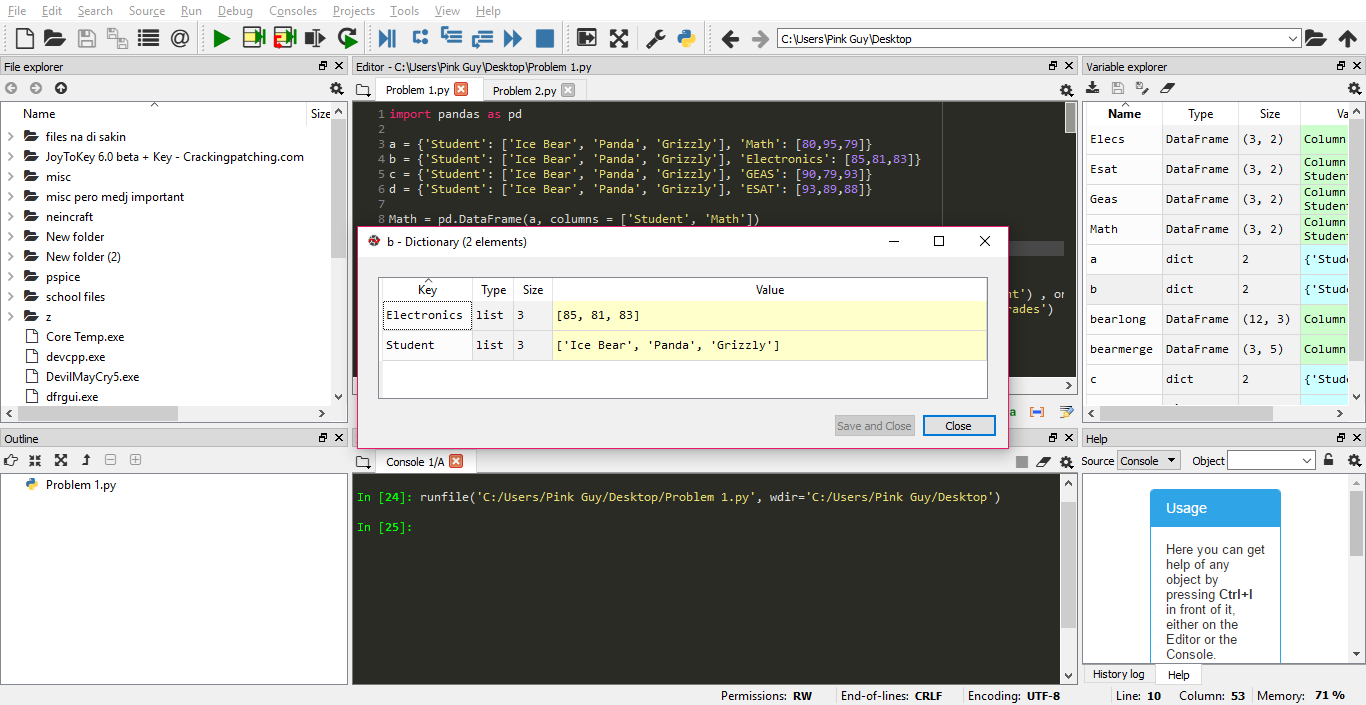 File Edit Search Source Run Debug Consoles Projects Tools View Help
C:\Users\Pink Guy\Desktop
File explorer
Name Size
files na di sakin
JoyToKey 6.0 beta + Key - Crackingpatching.com
misc
misc pero medj important
neincraft
New folder
New folder (2)
pspice
school files
z
Core Temp.exe
devcpp.exe
DevilMayCry5.exe
dfrgui.exe
Outline
Problem 1.py
Editor - C:\Users\Pink Guy\Desktop\Problem 1.py
Problem 1.py Problem 2.py
1 import pandas as pd
2
3 a = {'Student': ['Ice Bear', 'Panda', 'Grizzly'], 'Math': [80,95,79]}
4 b = {'Student': ['Ice Bear', 'Panda', 'Grizzly'], 'Electronics': [85,81,83]}
5 c = {'Student': ['Ice Bear', 'Panda', 'Grizzly'], 'GEAS': [90,79,93]}
6 d = {'Student': ['Ice Bear', 'Panda', 'Grizzly'], 'ESAT': [93,89,88]}
7
8 Math = pd.DataFrame(a, columns = ['Student', 'Math'])
b - Dictionary (2 elements)
Key Type Size Value
Electronics list 3 [85, 81, 83]
Student list 3 ['Ice Bear', 'Panda', 'Grizzly']
Save and Close Close
Console 1/A
In [24]: runfile('C:/Users/Pink Guy/Desktop/Problem 1.py', wdir='C:/Users/Pink Guy/Desktop')
In [25]:
Variable explorer
Name Type Size Va
Elecs DataFrame (3, 2) Column
Esat DataFrame (3, 2) Column
Student
Geas DataFrame (3, 2) Column
Student
Math DataFrame (3, 2) Column
Student
a dict 2 {'Stude
b dict 2 {'Stude
bearlong DataFrame (12, 3) Column
bearmerge DataFrame (3, 5) Column
c dict 2 {'Stude
Help
Source Console Object
Usage
Here you can get
help of any
object by
pressing Ctrl+I
in front of it,
either on the
Editor or the
Console.
History log Help
Permissions: RW End-of-lines: CRLF Encoding: UTF-8 Line: 10 Column: 53 Memory: 71 %